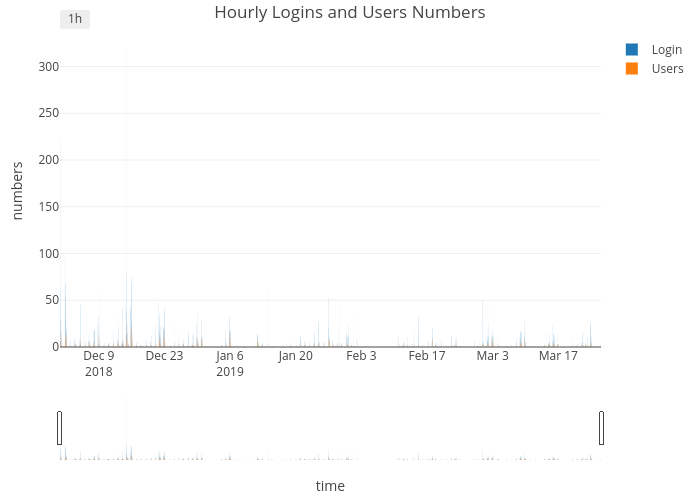 Hourly Logins and Users Numbers
1h
Login
Users
300
250
200
150
100
50
0
numbers
Dec 9 Dec 23 Jan 6 Jan 20 Feb 3 Feb 17 Mar 3 Mar 17
2018 2019
time